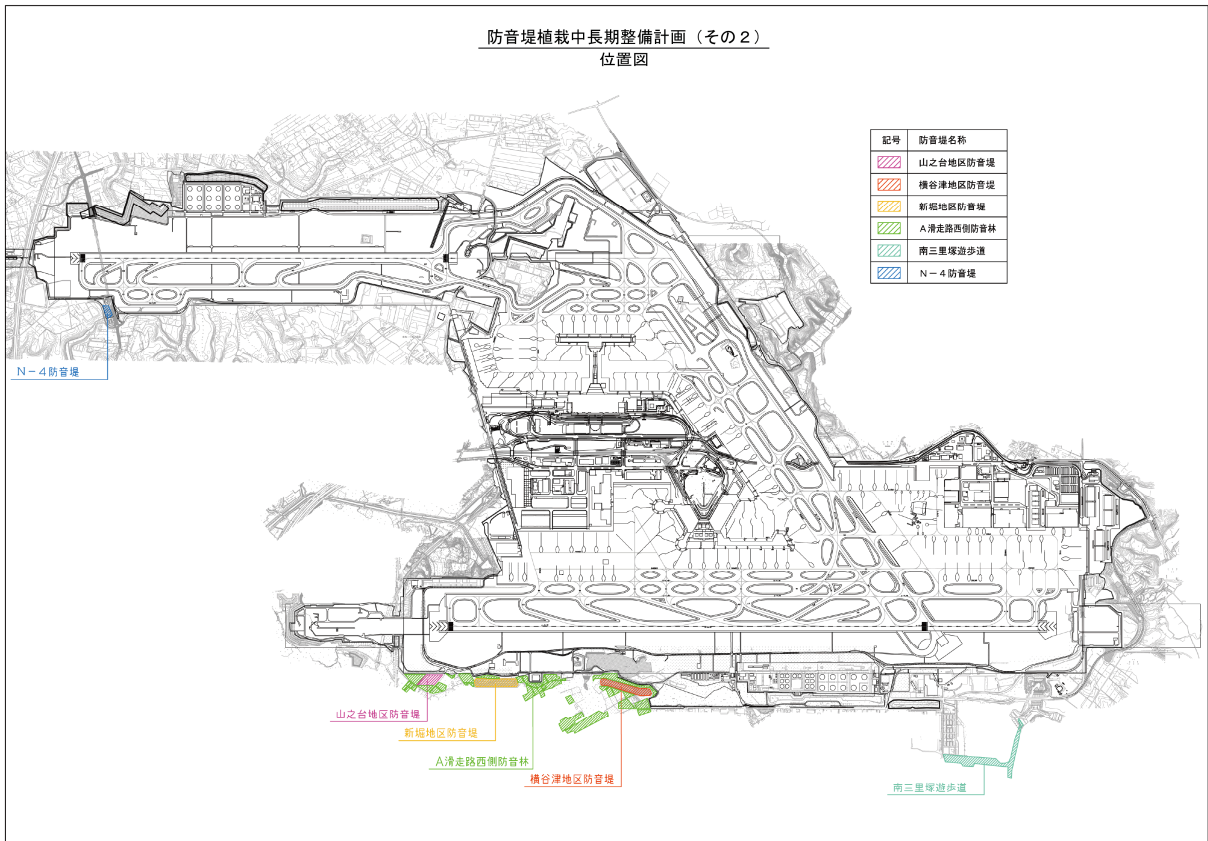 防音堤植栽中長期整備計画（その２）
位置図
記号 防音堤名称
山之台地区防音堤
横谷津地区防音堤
新堀地区防音堤
Ａ滑走路西側防音林
南三里塚遊歩道
Ｎ－４防音堤
Ｎ－４防音堤
山之台地区防音堤
新堀地区防音堤
Ａ滑走路西側防音林
横谷津地区防音堤
南三里塚遊歩道